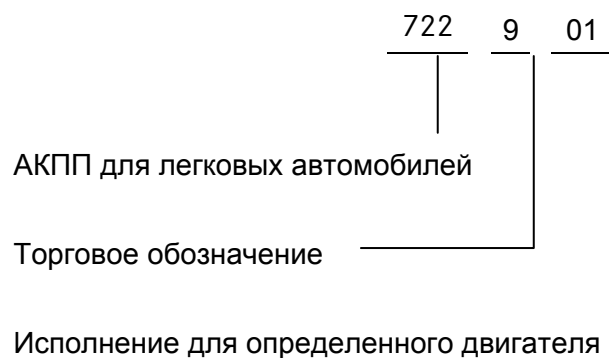 722 9 01
АКПП для легковых автомобилей
Торговое обозначение
Исполнение для определенного двигателя